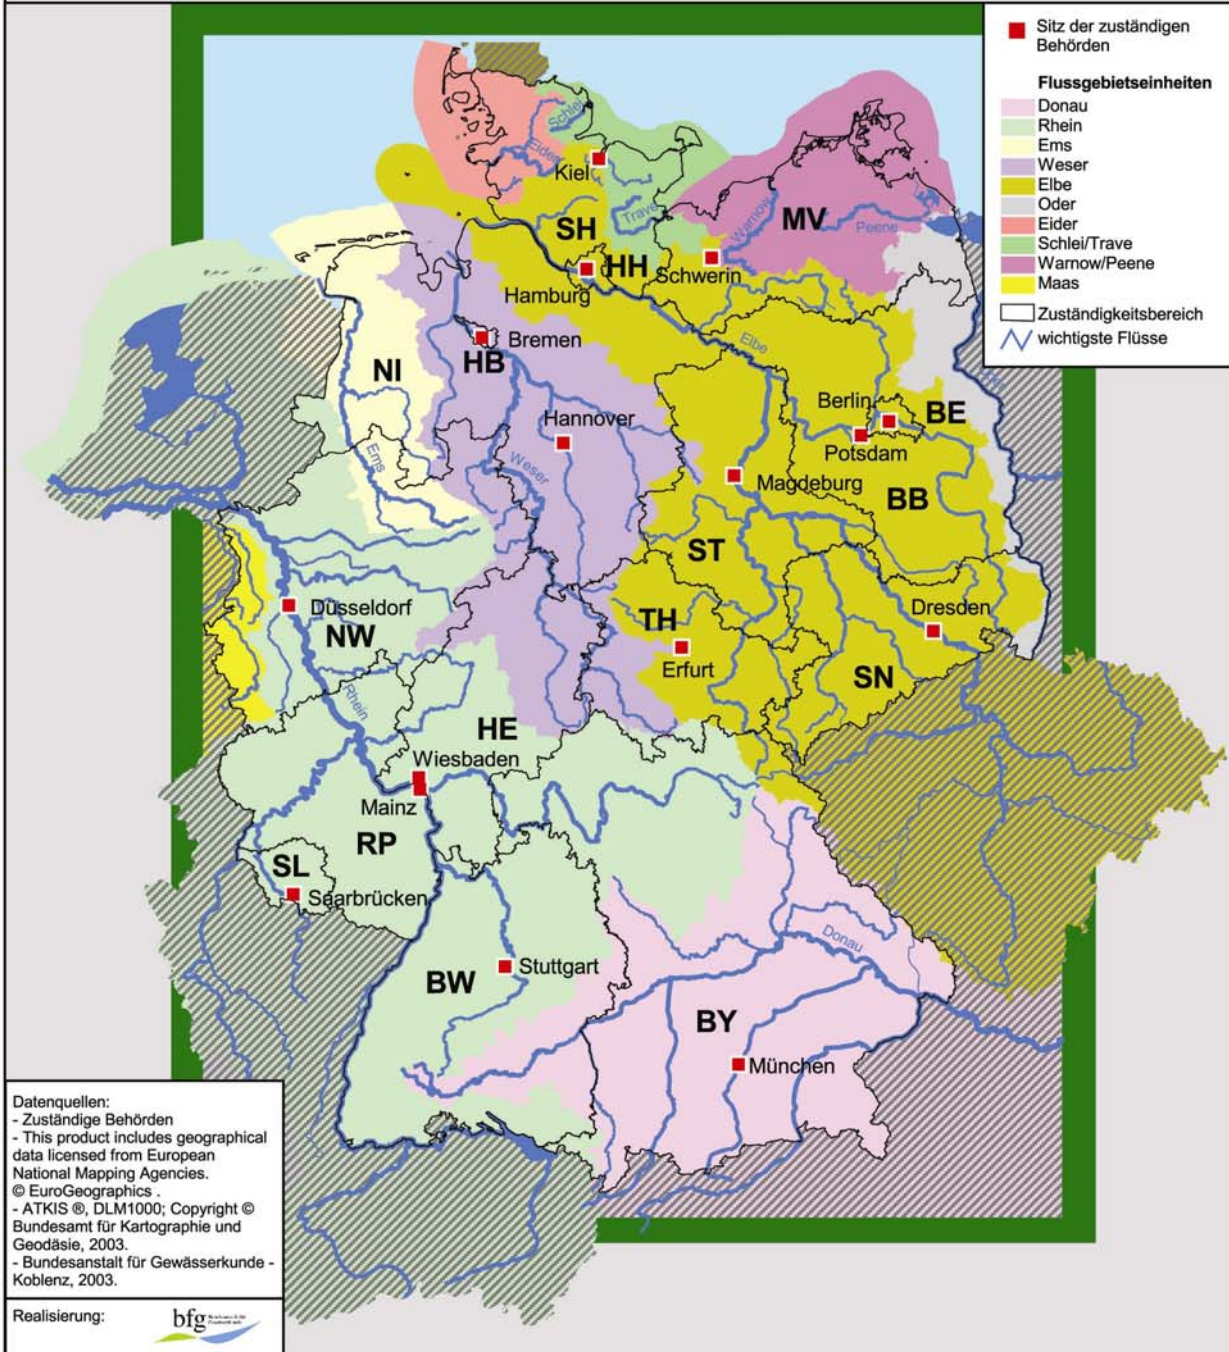 Sitz der zuständigen
Behörden
Flussgebietseinheiten
Donau
Rhein
Ems
Weser
Elbe
Oder
Eider
Schlei/Trave
Warnow/Peene
Maas
Zuständigkeitsbereich
wichtigste Flüsse
Schlei
Eider
Kiel
SH
Trave
Warnow
MV
Peene
HH
Schwerin
Hamburg
Elbe
Bremen
HB
NI
Hannover
Berlin
BE
Potsdam
Ems
Weser
Magdeburg
BB
ST
Düsseldorf
NW
TH
Dresden
Erfurt
SN
Rhein
HE
Wiesbaden
Mainz
RP
SL
Saarbrücken
Donau
Stuttgart
BW
BY
München
Datenquellen:
- Zuständige Behörden
- This product includes geographical
data licensed from European
National Mapping Agencies.
© EuroGeographics .
- ATKIS ®, DLM1000; Copyright ©
Bundesamt für Kartographie und
Geodäsie, 2003.
- Bundesanstalt für Gewässerkunde -
Koblenz, 2003.
Realisierung:
bfg